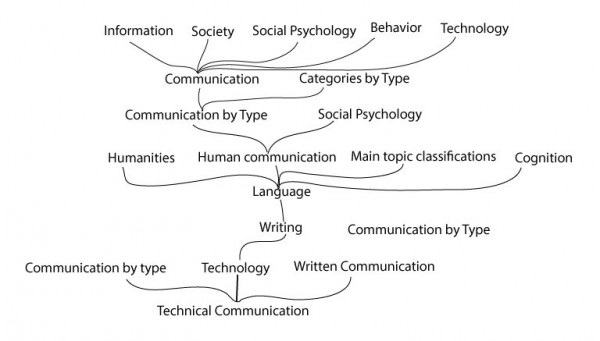 Information Society Social Psychology Behavior Technology
Communication Categories by Type
Communication by Type Social Psychology
Humanities Human communication Main topic classifications Cognition
Language
Writing Communication by Type
Communication by type Technology Written Communication
Technical Communication